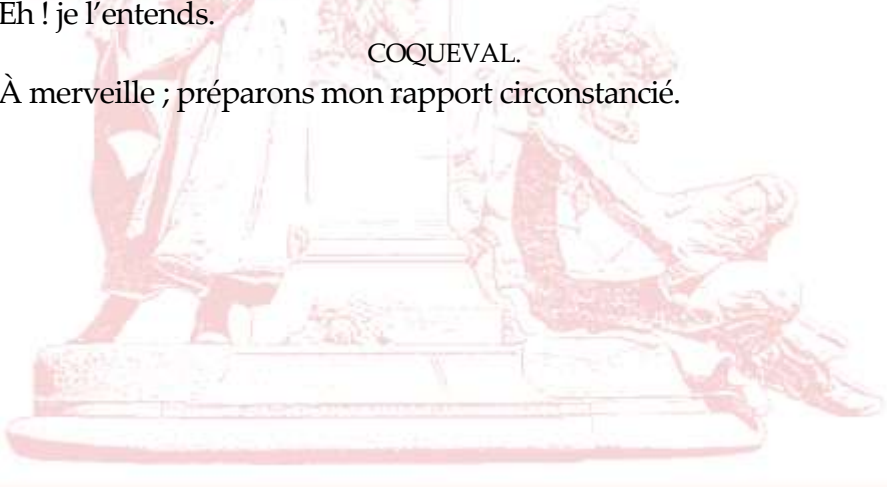 Eh ! je l’entends.
COQUEVAL.
À merveille ; préparons mon rapport circonstancié.